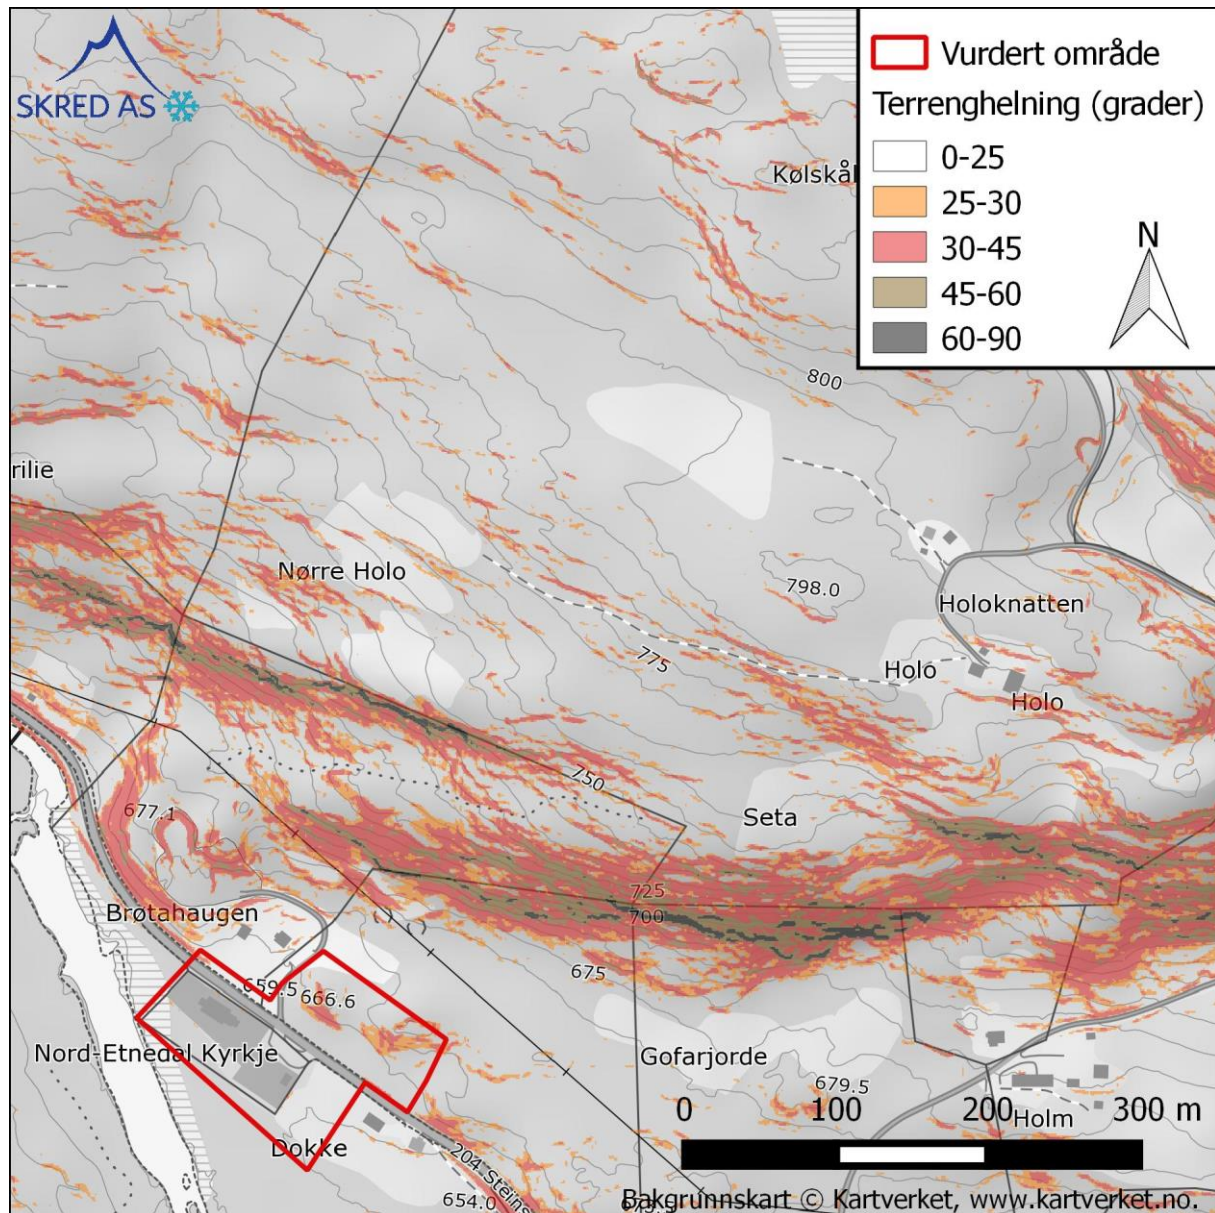 SKRED AS
Vurdert område
Terrenghelning (grader)
0-25
25-30
30-45
45-60
60-90
N
Kølskål
800
rilie
Nørre Holo
798.0
Holoknatten
775
Holo
Holo
750
677.1
Seta
725
700
Brøtahaugen
675
659.5
666.6
Nord-Etnedal Kyrkje
Gofarjorde
679.5
0 100 200 300 m
Holm
Dokke
204 Steins
654.0
Bakgrunnskart © Kartverket, www.kartverket.no.